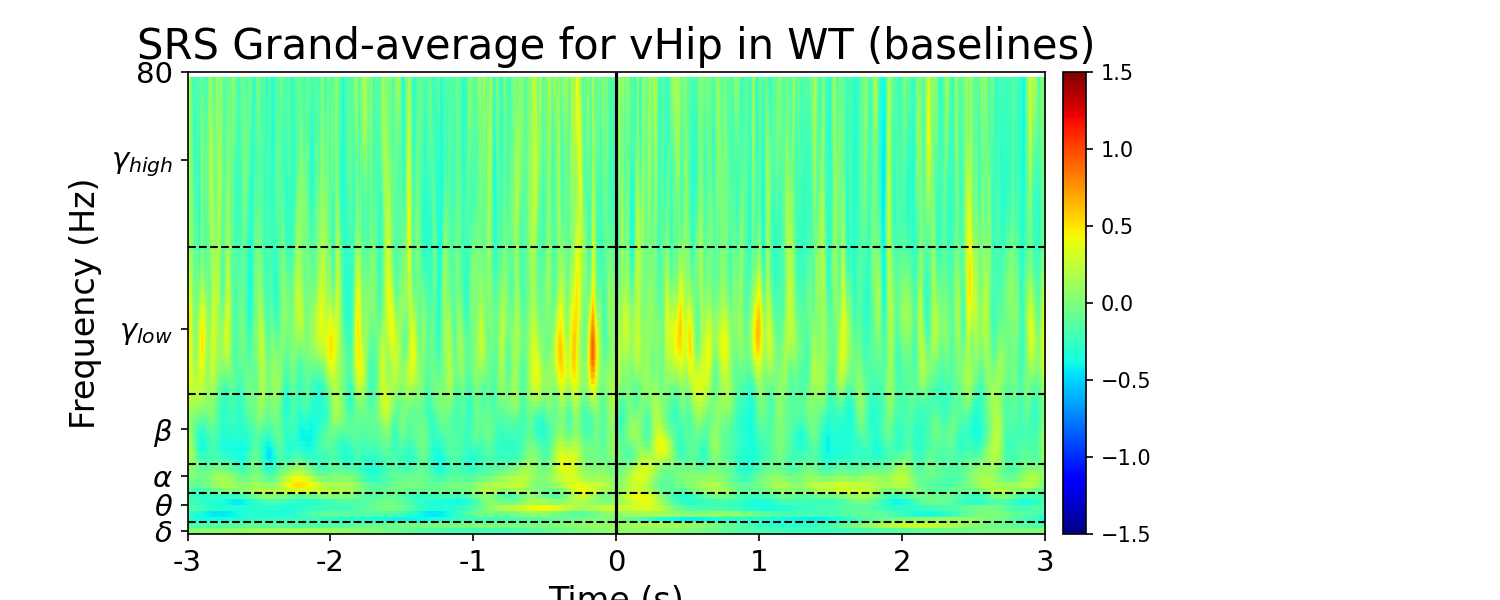 SRS Grand-average for vHip in WT (baselines)
80
γhigh
γlow
β
α
θ
δ
Frequency (Hz)
-3 -2 -1 0 1 2 3
Time (s)
1.5
1.0
0.5
0.0
−0.5
−1.0
−1.5